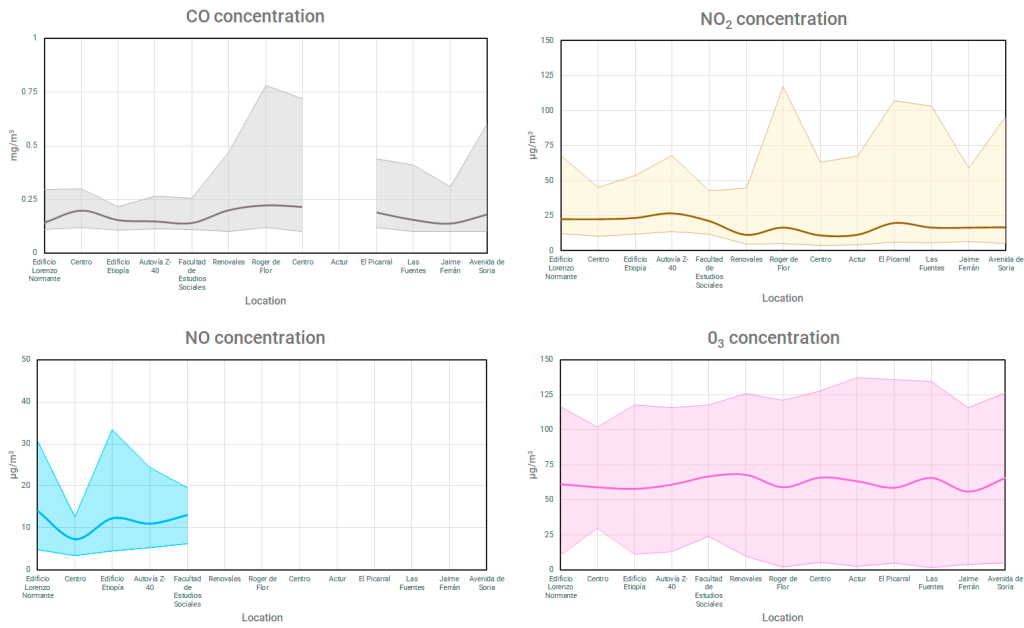 CO concentration
1
0.75
0.5
0.25
0
mg/m³
Edificio Lorenzo Normante
Centro
Edificio Etiopía
Autovía Z-40
Facultad de Estudios Sociales
Renovales
Roger de Flor
Centro
Actur
El Picarral
Las Fuentes
Jaime Ferrán
Avenida de Soria
Location
NO2 concentration
150
125
100
75
50
25
0
µg/m³
Edificio Lorenzo Normante
Centro
Edificio Etiopía
Autovía Z-40
Facultad de Estudios Sociales
Renovales
Roger de Flor
Centro
Actur
El Picarral
Las Fuentes
Jaime Ferrán
Avenida de Soria
Location
NO concentration
50
40
30
20
10
0
µg/m³
Edificio Lorenzo Normante
Centro
Edificio Etiopía
Autovía Z-40
Facultad de Estudios Sociales
Renovales
Roger de Flor
Centro
Actur
El Picarral
Las Fuentes
Jaime Ferrán
Avenida de Soria
Location
03 concentration
150
125
100
75
50
25
0
µg/m³
Edificio Lorenzo Normante
Centro
Edificio Etiopía
Autovía Z-40
Facultad de Estudios Sociales
Renovales
Roger de Flor
Centro
Actur
El Picarral
Las Fuentes
Jaime Ferrán
Avenida de Soria
Location